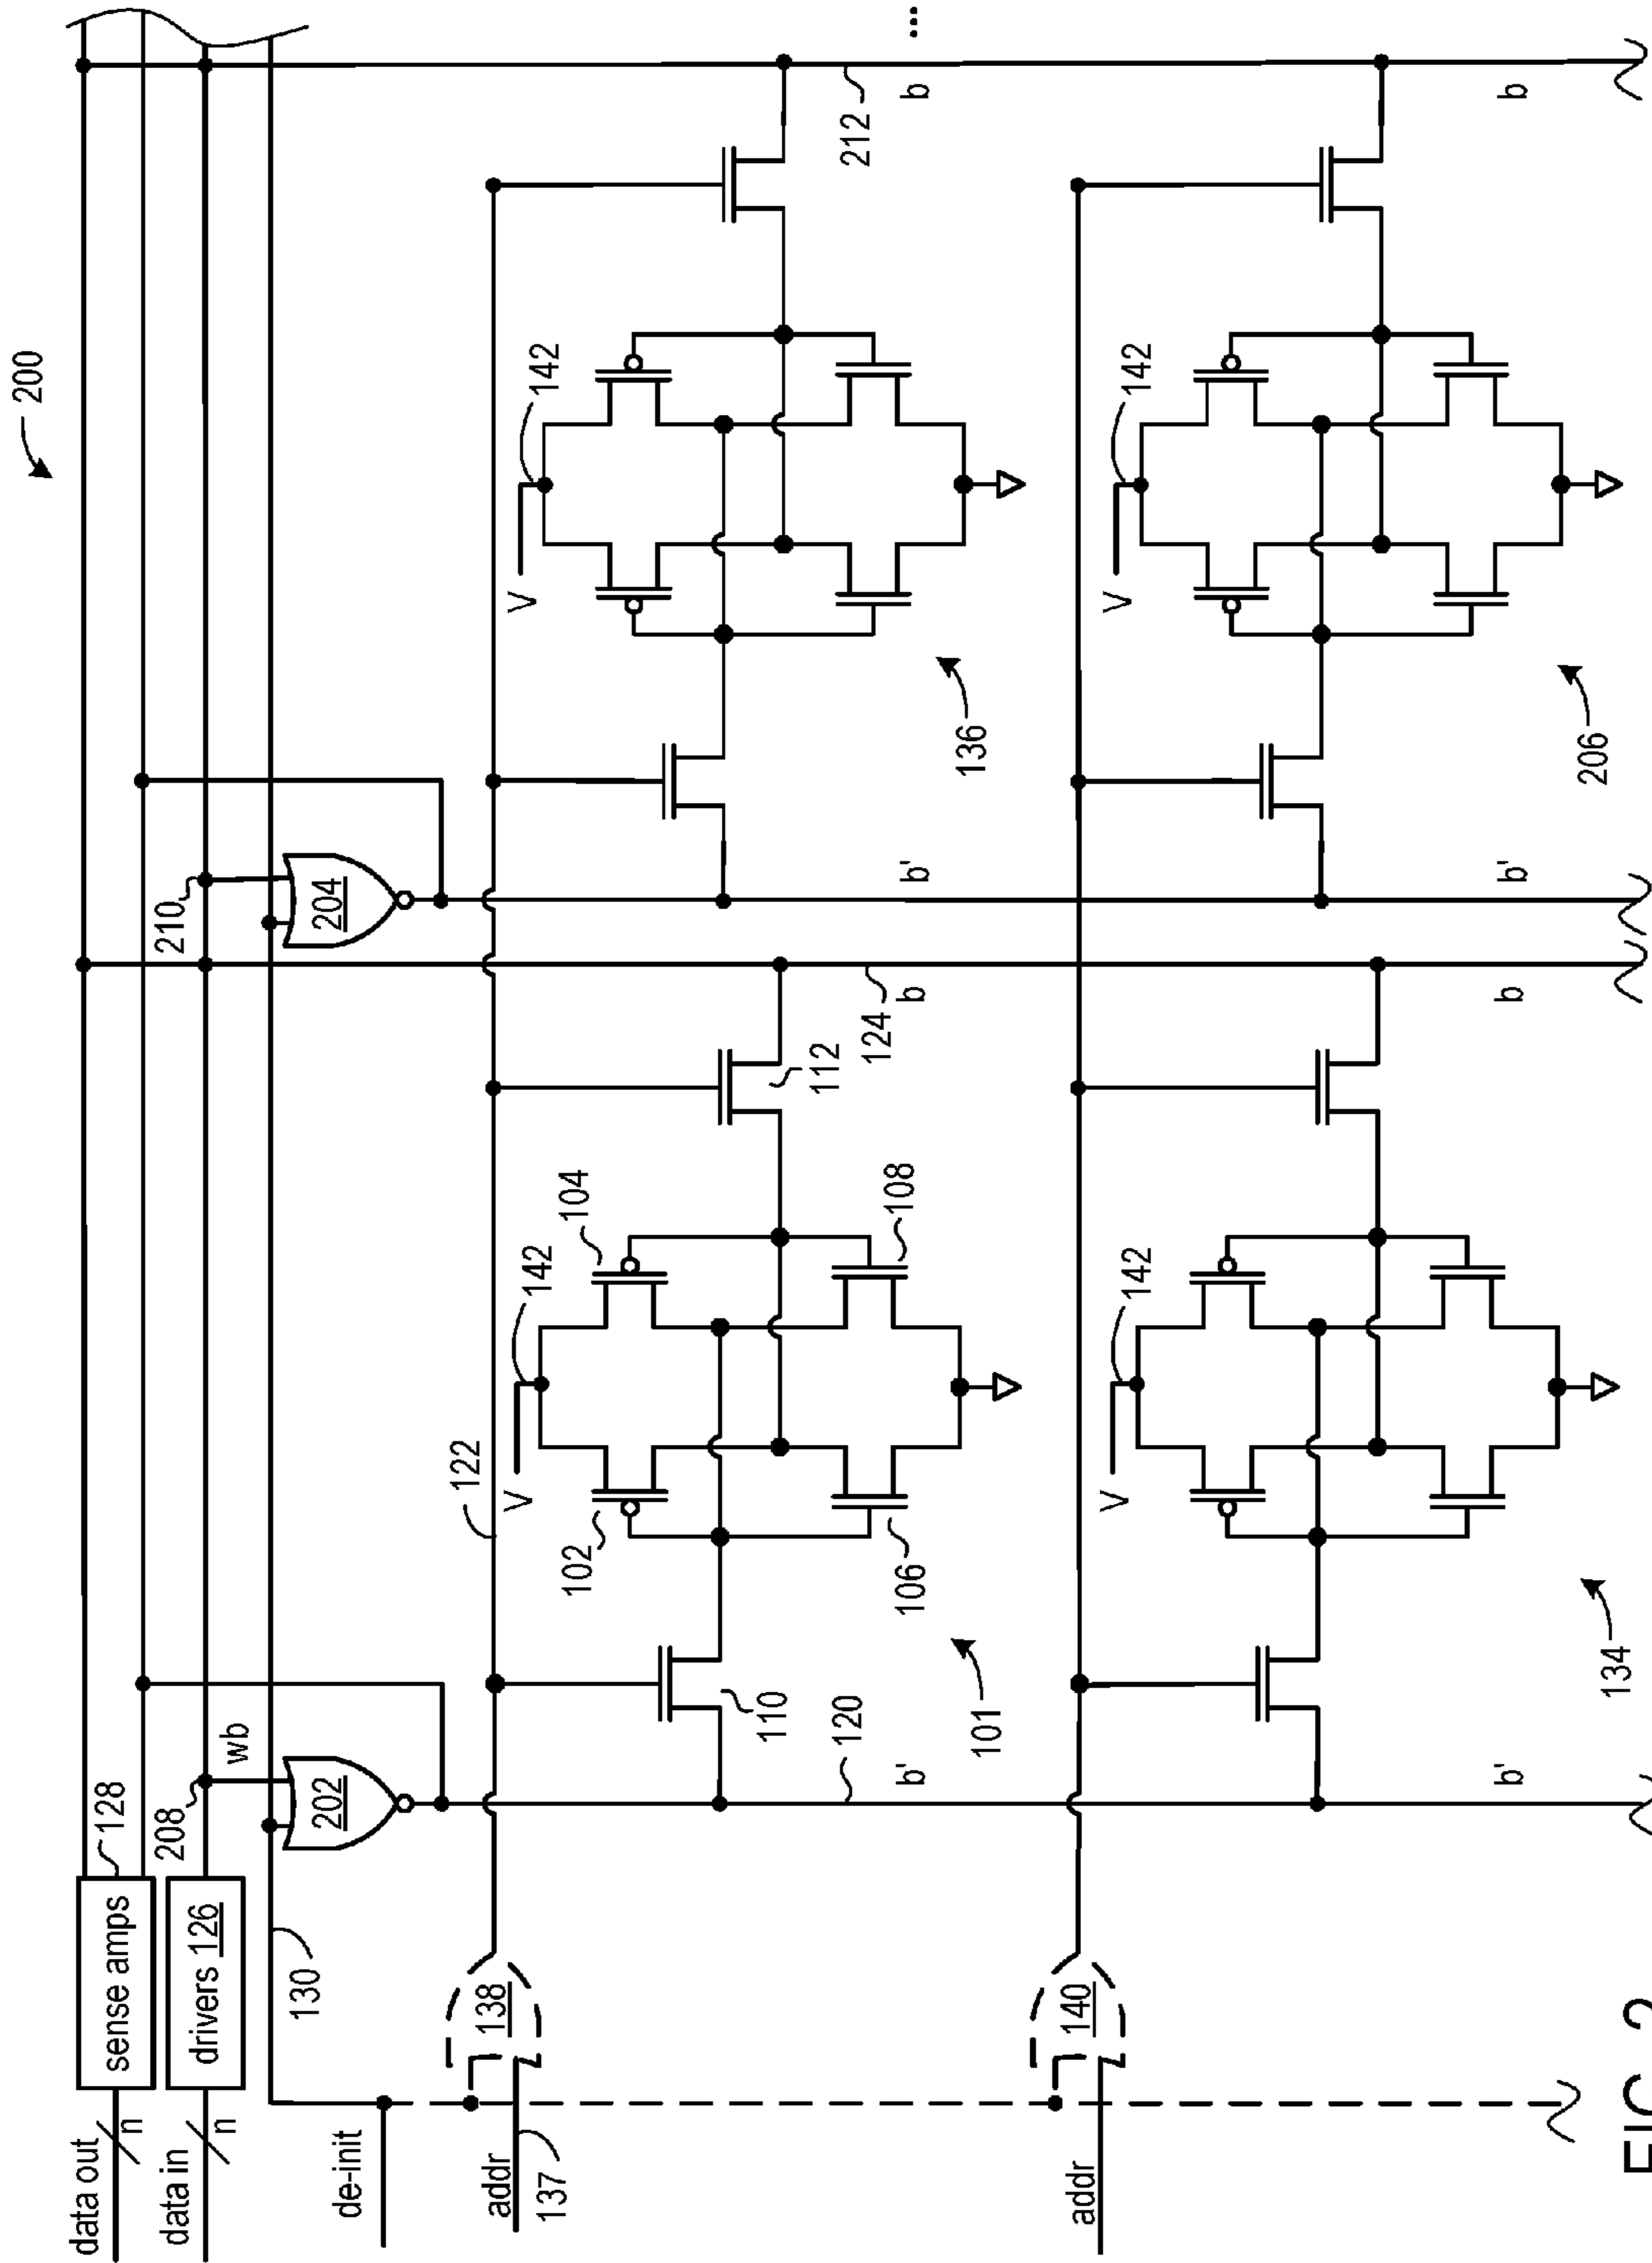 200
data out
n
sense amps
128
data in
n
drivers 126
208
wb
210
130
de-init
202
204
addr
137
138
122
V
142
V
142
102
104
110
112
106
108
120
124
212
101
136
b'
b
b'
b
...
addr
140
V
142
V
142
134
206
b'
b
b'
b
FIG. 2